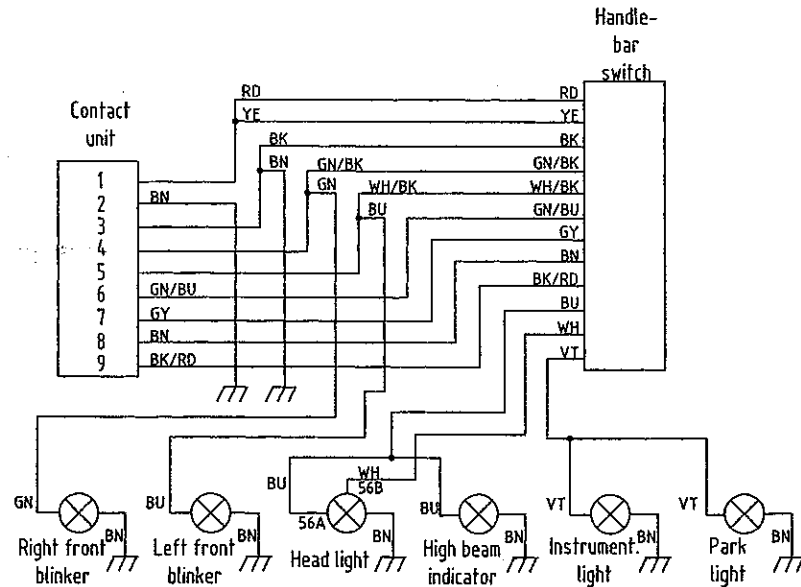 Handle-
bar
switch
Contact
unit
RD
RD
YE
YE
BK
BK
GN/BK
GN/BK
BN
GN
WH/BK
WH/BK
BU
GN/BU
GY
BN
BK/RD
BU
WH
VT
1
2
BN
3
4
5
6
GN/BU
7
GY
8
BN
9
BK/RD
GN
BN
Right front
blinker
BU
BN
Left front
blinker
BU
WH
56B
56A
BN
Head light
BU
BN
High beam
indicator
VT
BN
Instrument.
light
VT
BN
Park
light